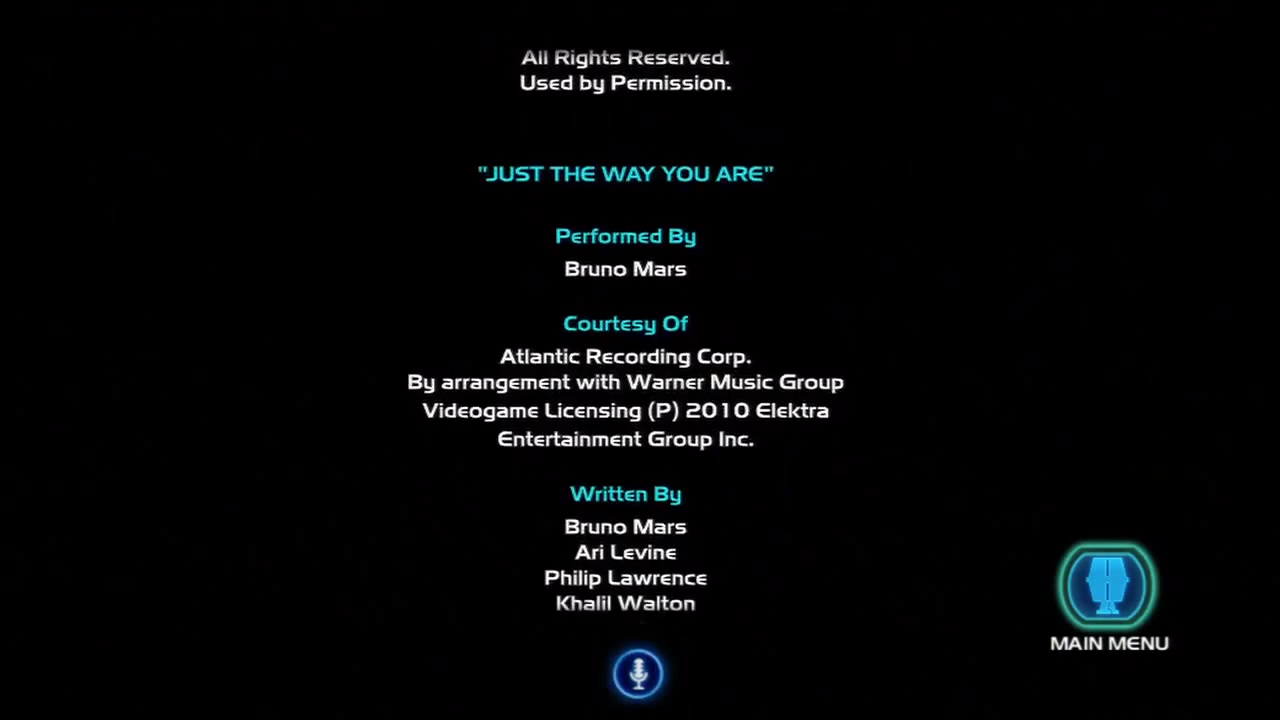 All Rights Reserved.
Used by Permission.
"JUST THE WAY YOU ARE"
Performed By
Bruno Mars
Courtesy Of
Atlantic Recording Corp.
By arrangement with Warner Music Group
Videogame Licensing (P) 2010 Elektra
Entertainment Group Inc.
Written By
Bruno Mars
Ari Levine
Philip Lawrence
Khalil Walton
MAIN MENU